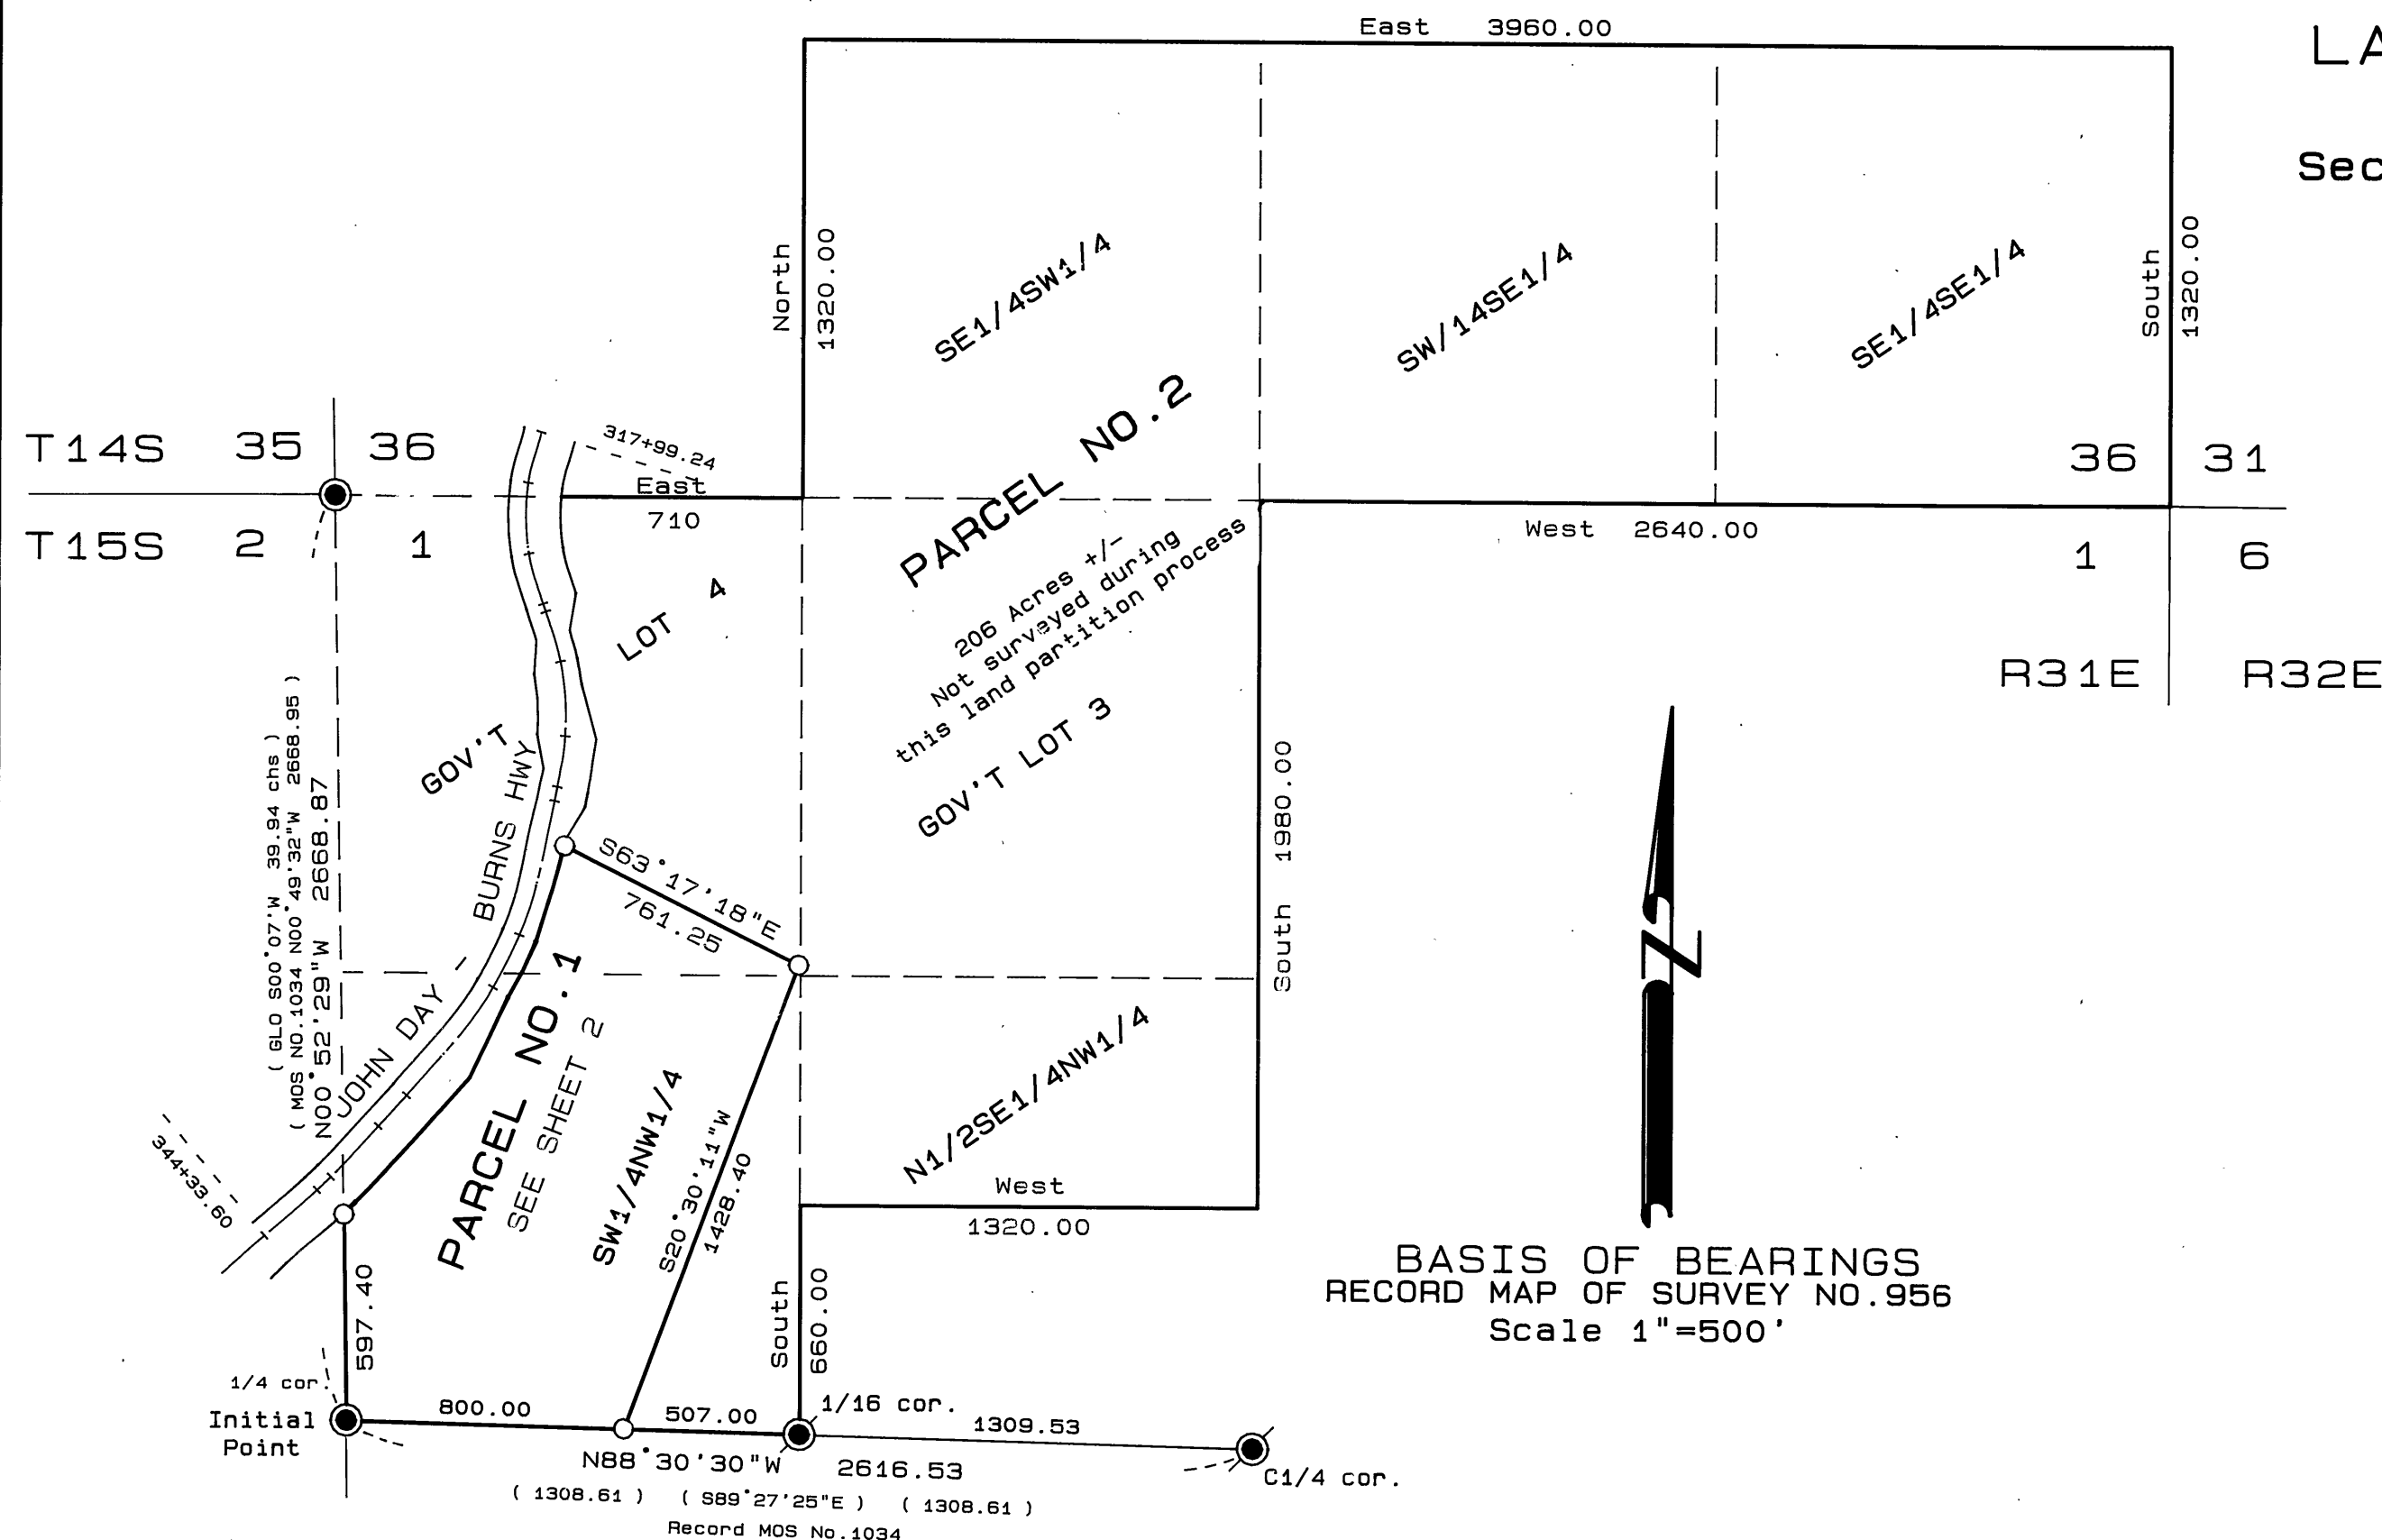 East 3960.00
LA
Sec
North
1320.00
SE1/4SW1/4
SW/14SE1/4
SE1/4SE1/4
South
1320.00
T14S 35 36
317+99.24
East
710
PARCEL NO.2
36 31
T15S 2 1
West 2640.00
1 6
206 Acres +/-
Not surveyed during
this land partition process
R31E R32E
GOV'T LOT 4
GOV'T LOT 3
( GLO S00°07'W 39.94 chs )
( MOS NO.1034 N00°49'32"W 2668.95 )
N00°52'29"W 2668.87
JOHN DAY - BURNS HWY
S63°17'18"E
761.25
South 1980.00
PARCEL NO.1
SEE SHEET 2
SW1/4NW1/4
S20°30'11"W
1428.40
N1/2SE1/4NW1/4
344+33.60
West
1320.00
597.40
South
660.00
N
BASIS OF BEARINGS
RECORD MAP OF SURVEY NO.956
Scale 1"=500'
1/4 cor.
Initial
Point
800.00
507.00
1/16 cor.
1309.53
N88°30'30"W 2616.53
C1/4 cor.
( 1308.61 ) ( S89°27'25"E ) ( 1308.61 )
Record MOS No.1034